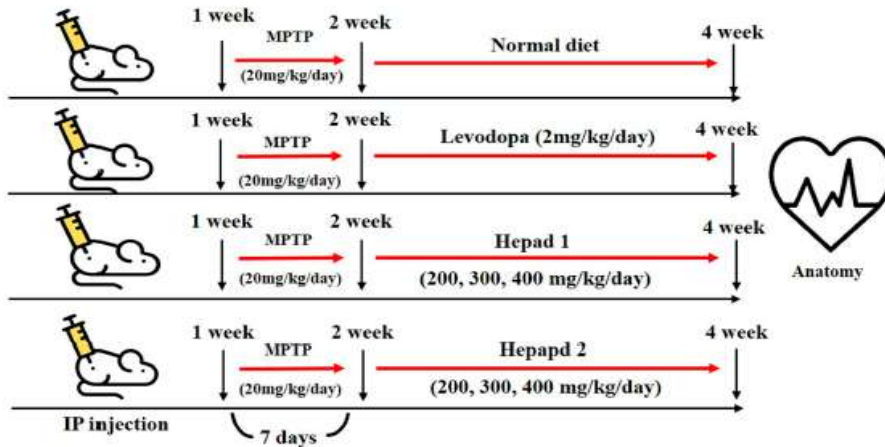 1 week
2 week
4 week
MPTP
Normal diet
(20mg/kg/day)
1 week
2 week
4 week
MPTP
Levodopa (2mg/kg/day)
(20mg/kg/day)
1 week
2 week
4 week
MPTP
Hepad 1
(20mg/kg/day)
(200, 300, 400 mg/kg/day)
Anatomy
1 week
2 week
4 week
MPTP
Hepapd 2
(20mg/kg/day)
(200, 300, 400 mg/kg/day)
IP injection
7 days